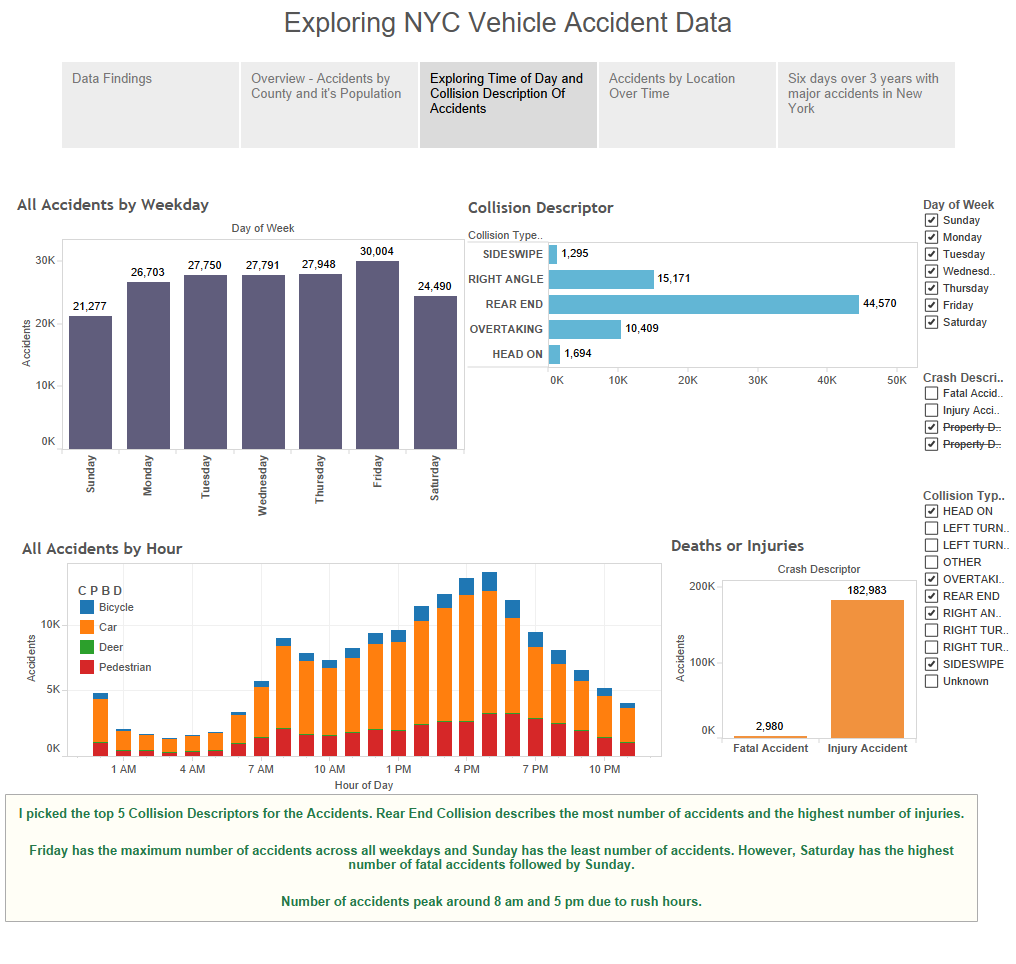 Exploring NYC Vehicle Accident Data
Data Findings
Overview - Accidents by
County and it's Population
Exploring Time of Day and
Collision Description Of
Accidents
Accidents by Location
Over Time
Six days over 3 years with
major accidents in New
York
All Accidents by Weekday
Day of Week
30K
20K
10K
0K
Accidents
21,277
26,703
27,750
27,791
27,948
30,004
24,490
Sunday
Monday
Tuesday
Wednesday
Thursday
Friday
Saturday
Collision Descriptor
Collision Type..
SIDESWIPE 1,295
RIGHT ANGLE 15,171
REAR END 44,570
OVERTAKING 10,409
HEAD ON 1,694
0K 10K 20K 30K 40K 50K
Day of Week
Sunday
Monday
Tuesday
Wednesd..
Thursday
Friday
Saturday
Crash Descri..
Fatal Accid..
Injury Acci..
Property D..
Property D..
Collision Typ..
HEAD ON
LEFT TURN..
LEFT TURN..
OTHER
OVERTAKI..
REAR END
RIGHT AN..
RIGHT TUR..
RIGHT TUR..
SIDESWIPE
Unknown
All Accidents by Hour
C P B D
Bicycle
Car
Deer
Pedestrian
10K
5K
0K
Accidents
1 AM 4 AM 7 AM 10 AM 1 PM 4 PM 7 PM 10 PM
Hour of Day
Deaths or Injuries
Crash Descriptor
200K
100K
0K
Accidents
2,980
182,983
Fatal Accident Injury Accident
I picked the top 5 Collision Descriptors for the Accidents. Rear End Collision describes the most number of accidents and the highest number of injuries.
Friday has the maximum number of accidents across all weekdays and Sunday has the least number of accidents. However, Saturday has the highest
number of fatal accidents followed by Sunday.
Number of accidents peak around 8 am and 5 pm due to rush hours.